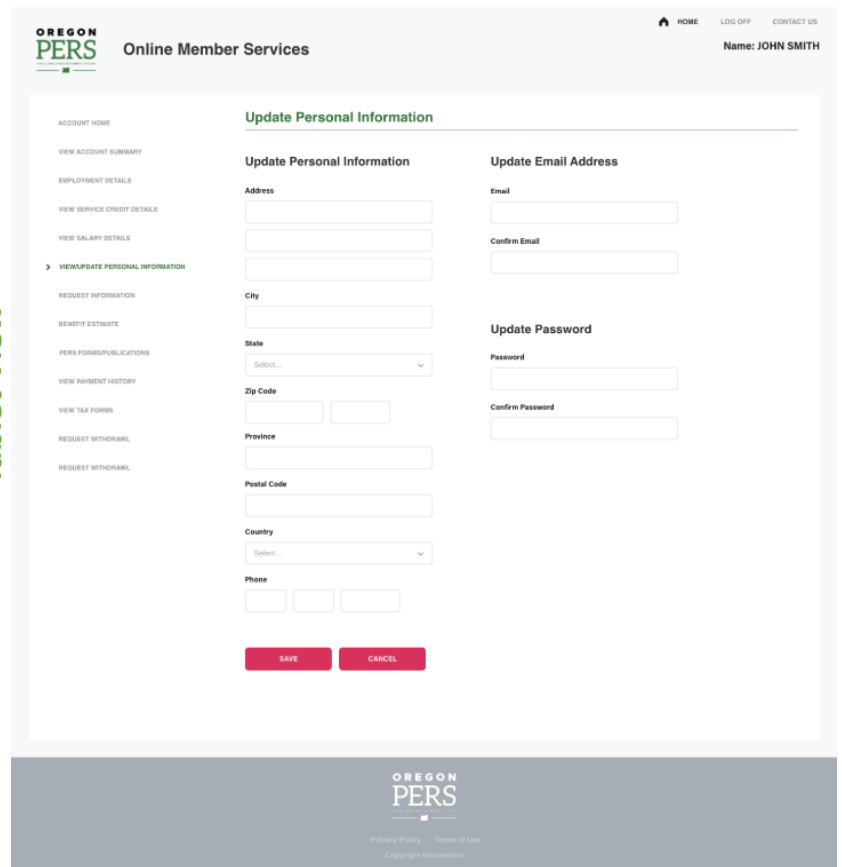 HOME LOG OFF CONTACT US
OREGON
PERS
Online Member Services
Name: JOHN SMITH
ACCOUNT HOME
VIEW ACCOUNT SUMMARY
EMPLOYMENT DETAILS
VIEW SERVICE CREDIT DETAILS
VIEW SALARY DETAILS
VIEW/UPDATE PERSONAL INFORMATION
REQUEST INFORMATION
BENEFIT ESTIMATE
PERS FORMS/PUBLICATIONS
VIEW PAYMENT HISTORY
VIEW TAX FORMS
REQUEST WITHDRAWL
REQUEST WITHDRAWL
Update Personal Information
Update Personal Information
Address
City
State
Select...
Zip Code
Province
Postal Code
Country
Select...
Phone
SAVE CANCEL
Update Email Address
Email
Confirm Email
Update Password
Password
Confirm Password
OREGON
PERS
Privacy Policy Terms of Use
Copyright Information